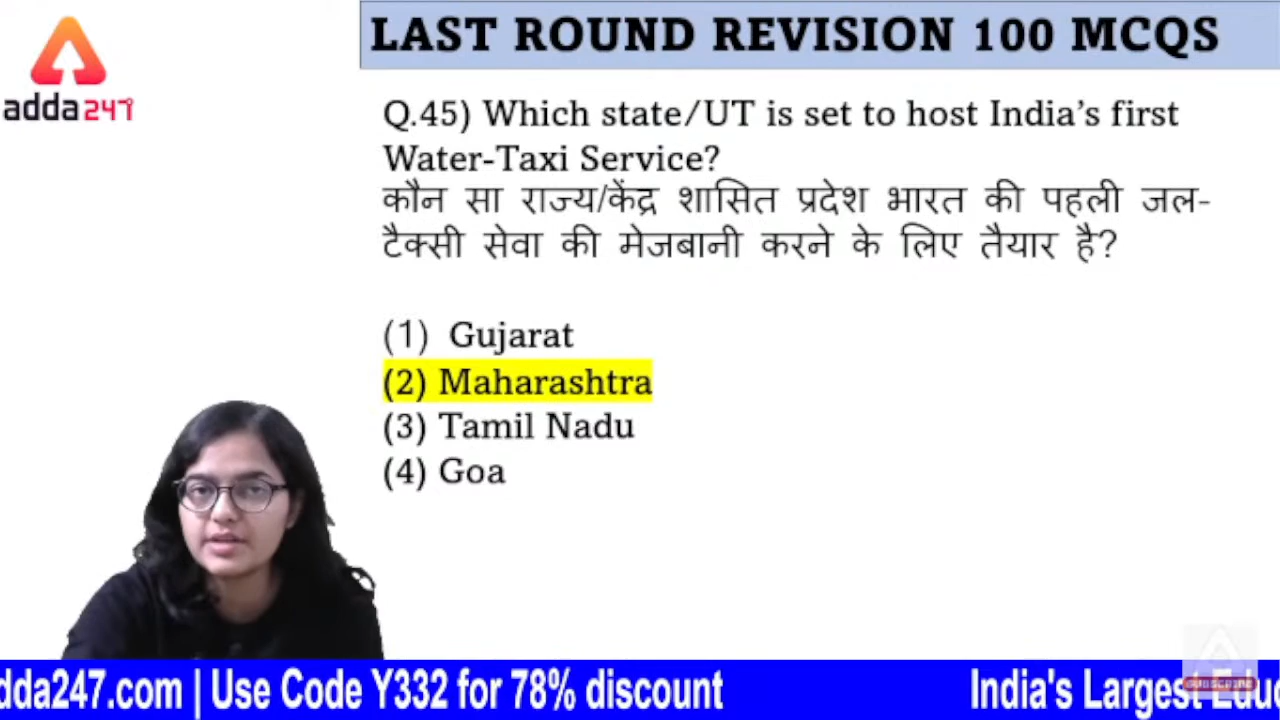 LAST ROUND REVISION 100 MCQS
adda247
Q.45) Which state/UT is set to host India's first
Water-Taxi Service?
कौन सा राज्य/केंद्र शासित प्रदेश भारत की पहली जल-
टैक्सी सेवा की मेजबानी करने के लिए तैयार है?
(1) Gujarat
(2) Maharashtra
(3) Tamil Nadu
(4) Goa
SUBSCRIBE
dda247.com | Use Code Y332 for 78% discount India's Largest Educ